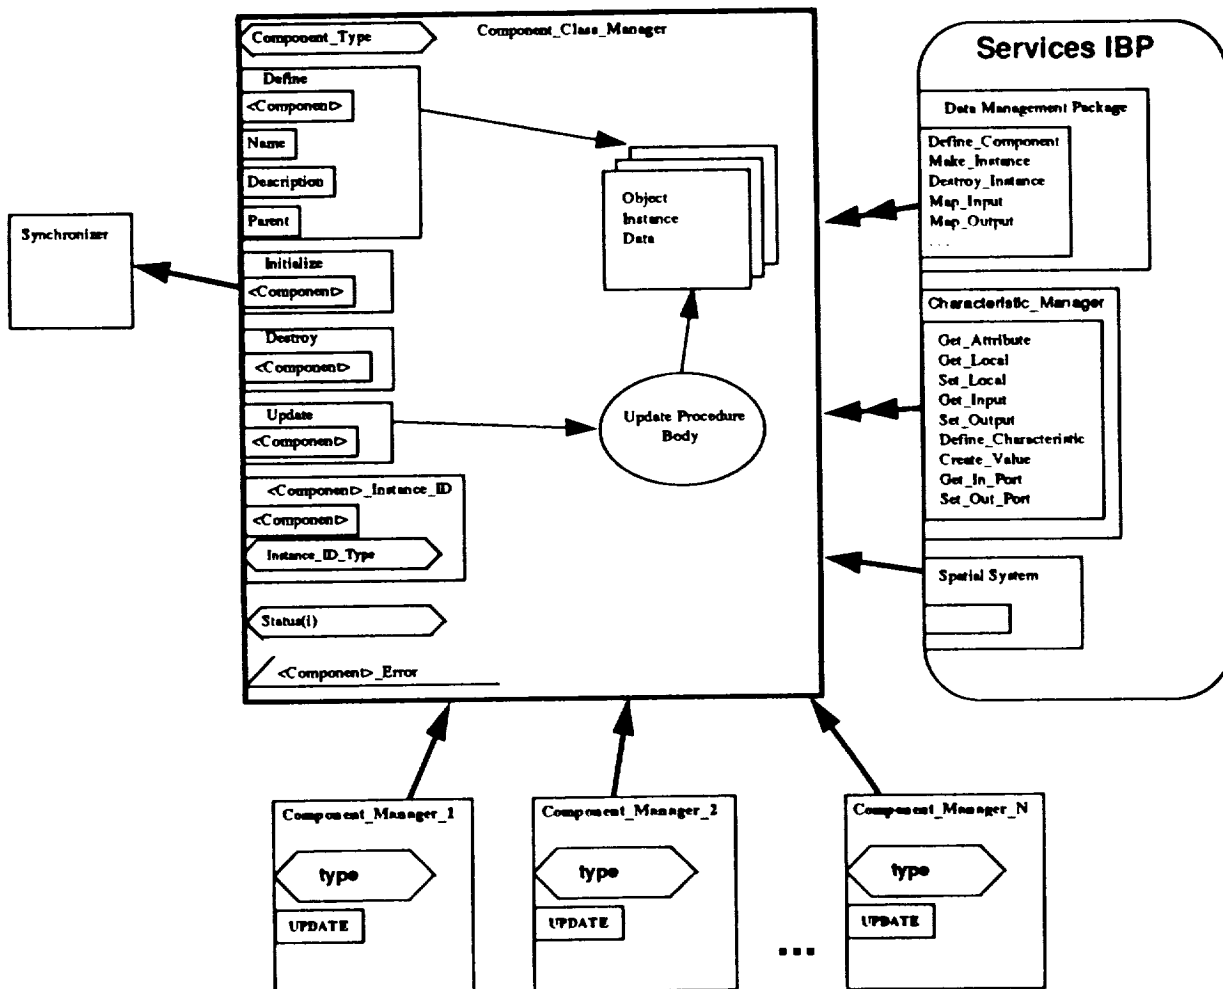 Component_Type
Component_Class_Manager
Define
<Component>
Name
Description
Parent
Initialize
<Component>
Destroy
<Component>
Update
<Component>
<Component>_Instance_ID
<Component>
Instance_ID_Type
Status(i)
<Component>_Error
Object
Instance
Data
Update Procedure
Body
Synchronizer
Services IBP
Data Management Package
Define_Component
Make_Instance
Destroy_Instance
Map_Input
Map_Output
...
Characteristic_Manager
Get_Attribute
Get_Local
Set_Local
Get_Input
Set_Output
Define_Characteristic
Create_Value
Get_In_Port
Set_Out_Port
Spatial System
Component_Manager_1
type
UPDATE
Component_Manager_2
type
UPDATE
...
Component_Manager_N
type
UPDATE